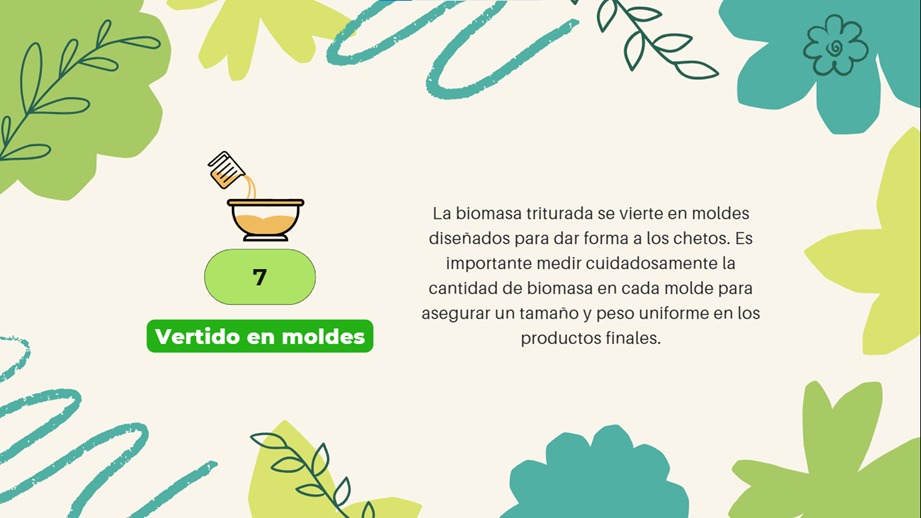 7
Vertido en moldes
La biomasa triturada se vierte en moldes
diseñados para dar forma a los chetos. Es
importante medir cuidadosamente la
cantidad de biomasa en cada molde para
asegurar un tamaño y peso uniforme en los
productos finales.